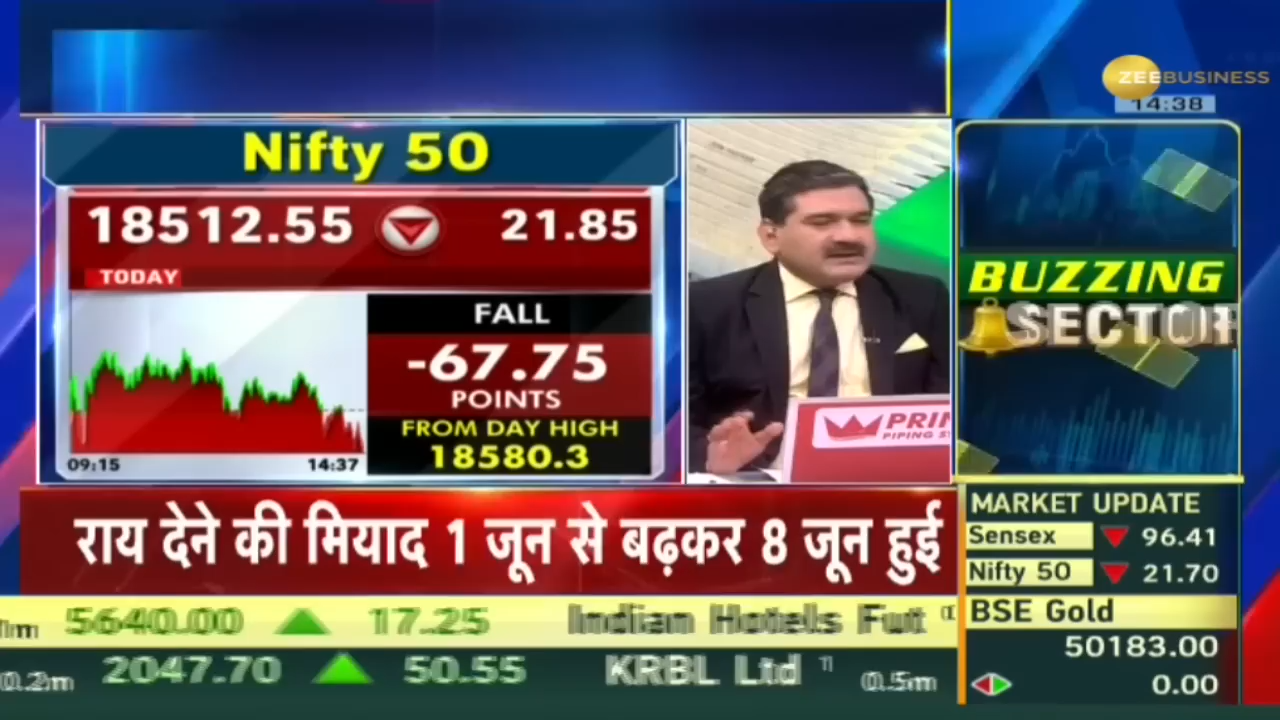 ZEEBUSINESS
14:38
Nifty 50
18512.55 21.85
TODAY
FALL
-67.75
POINTS
FROM DAY HIGH
18580.3
09:15 14:37
PIPING
BUZZING
SECTOR
राय देने की मियाद 1 जून से बढ़कर 8 जून हुई
MARKET UPDATE
Sensex 96.41
Nifty 50 21.70
BSE Gold
50183.00
0.00
5640.00 17.25 Indian Hotels Fut
0.2m 2047.70 50.55 KRBL Ltd 0.5m